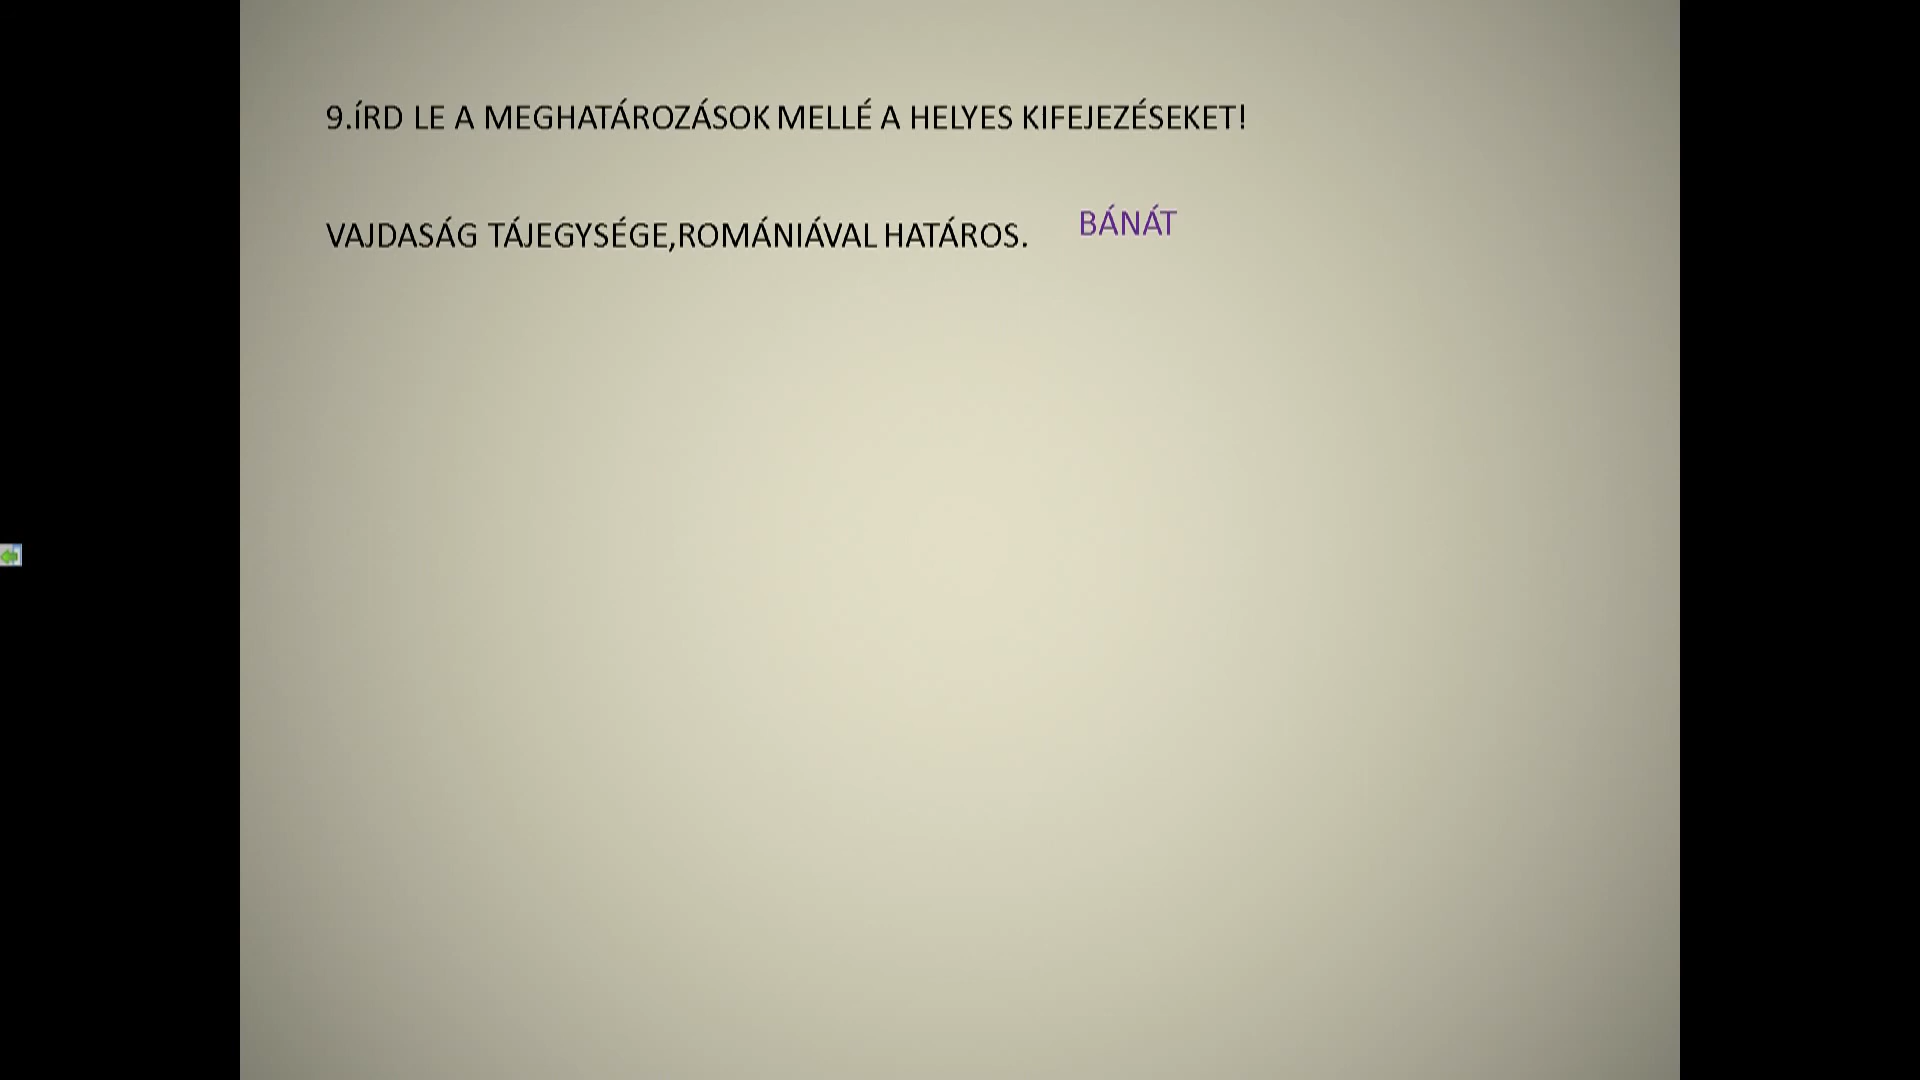 9.íRD LE A MEGHATÁROZÁSOK MELLÉ A HELYES KIFEJEZÉSEKET!
VAJDASÁG TÁJEGYSÉGE,ROMÁNIÁVAL HATÁROS. BÁNÁT